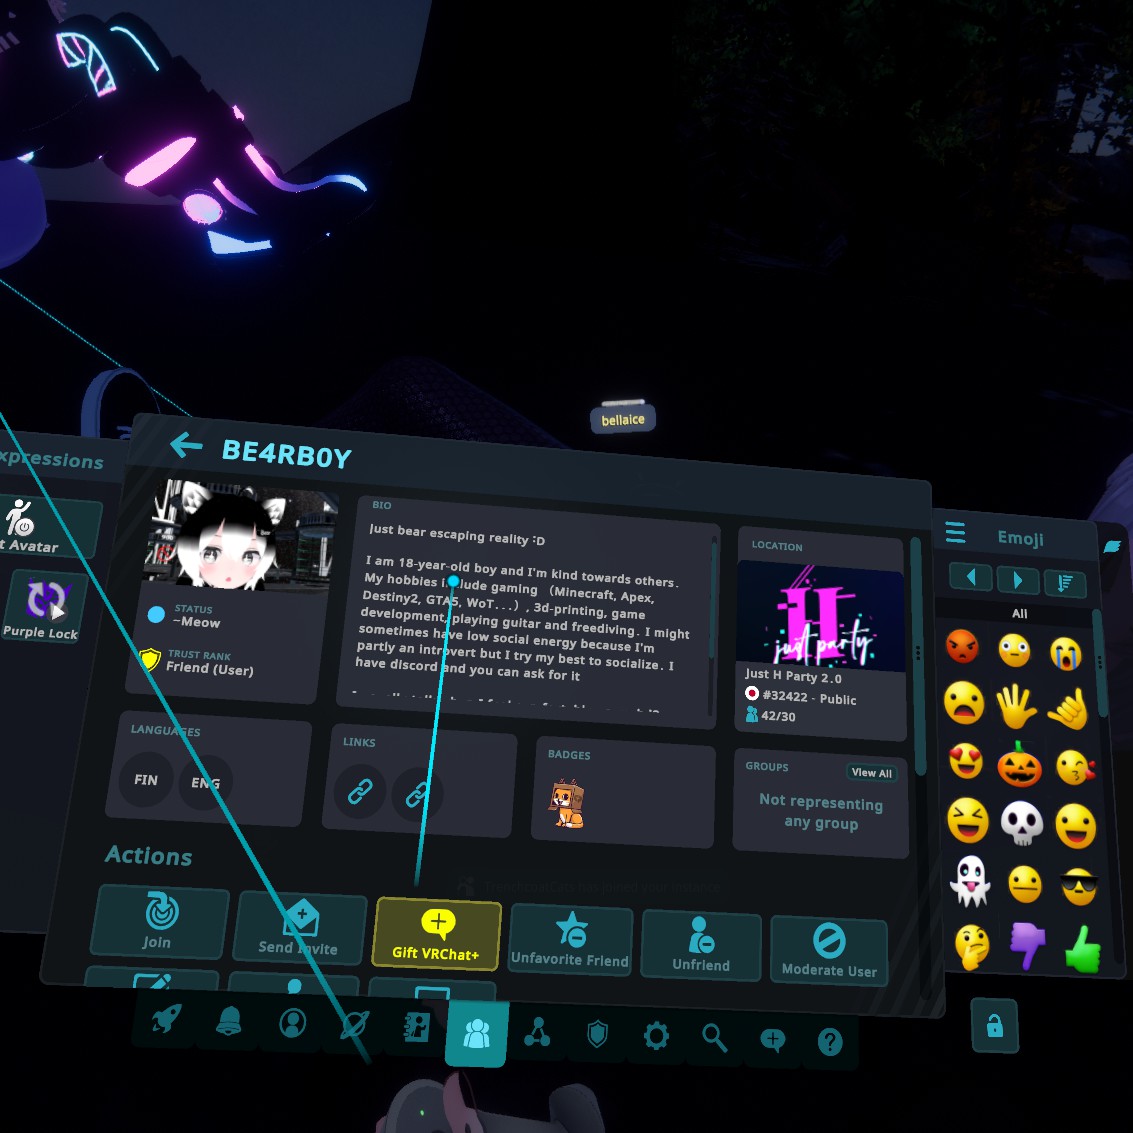 bellaice
xpressions
t Avatar
Purple Lock
BE4RB0Y
STATUS
~Meow
TRUST RANK
Friend (User)
BIO
Just bear escaping reality :D
I am 18-year-old boy and I'm kind towards others.
My hobbies include gaming (Minecraft, Apex,
Destiny2, GTA5, WoT...), 3d-printing, game
development, playing guitar and freediving. I might
sometimes have low social energy because I'm
partly an introvert but I try my best to socialize. I
have discord and you can ask for it
LOCATION
H
just party
Just H Party 2.0
#32422 - Public
42/30
LANGUAGES
FIN
ENG
LINKS
BADGES
GROUPS
View All
Not representing
any group
Actions
Join
Send Invite
Gift VRChat+
Unfavorite Friend
Unfriend
Moderate User
Emoji
All